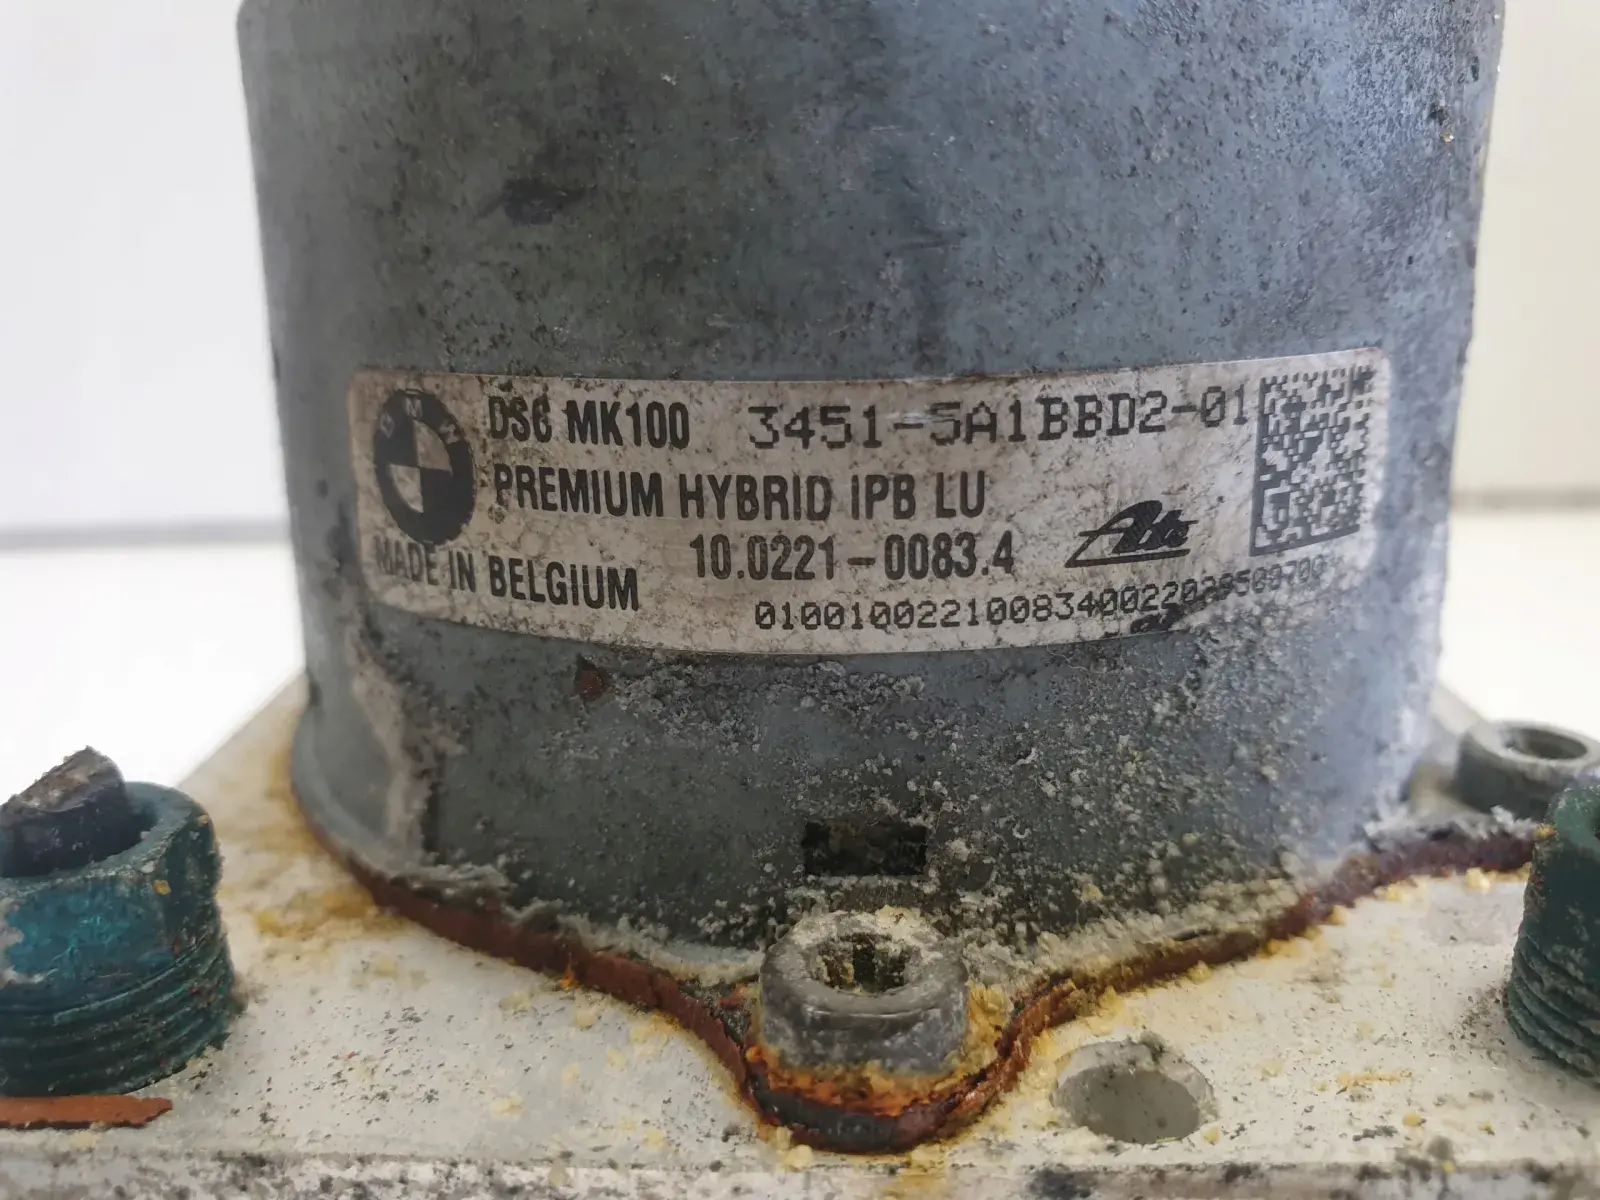 BMW
DSC MK100 3451-5A1BBD2-01
PREMIUM HYBRID IPB LU
10.0221-0083.4 Ate
MADE IN BELGIUM